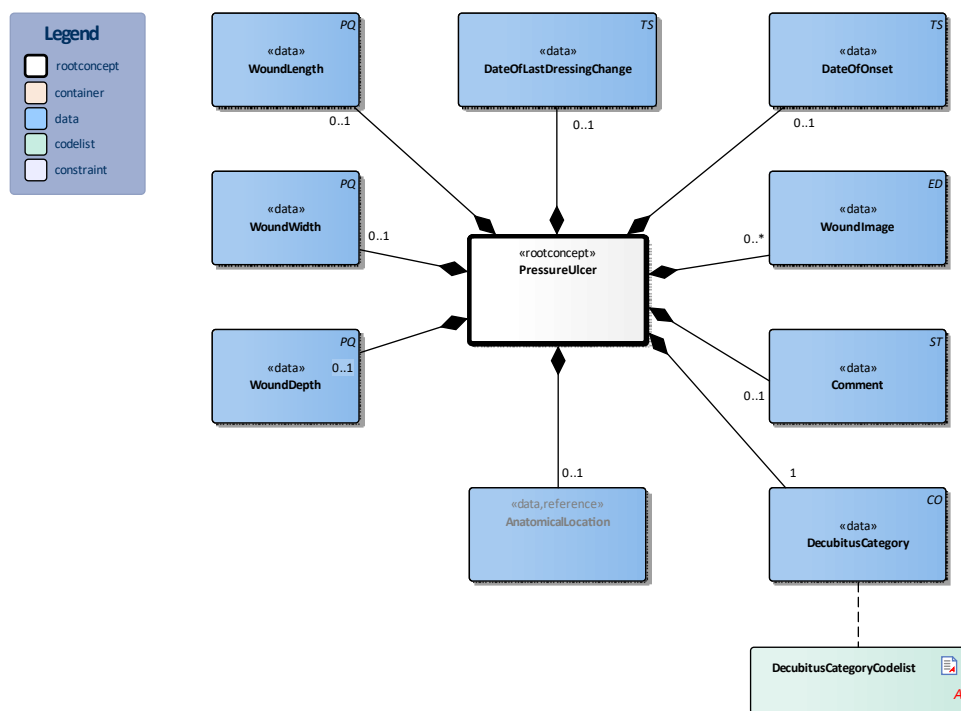 Legend
rootconcept
container
data
codelist
constraint
PQ
«data»
WoundLength
0..1
TS
«data»
DateOfLastDressingChange
0..1
TS
«data»
DateOfOnset
0..1
PQ
«data»
WoundWidth
0..1
«rootconcept»
PressureUlcer
ED
«data»
WoundImage
0..*
PQ
«data»
WoundDepth
0..1
ST
«data»
Comment
0..1
0..1
«data,reference»
AnatomicalLocation
1
CO
«data»
DecubitusCategory
DecubitusCategoryCodelist
A